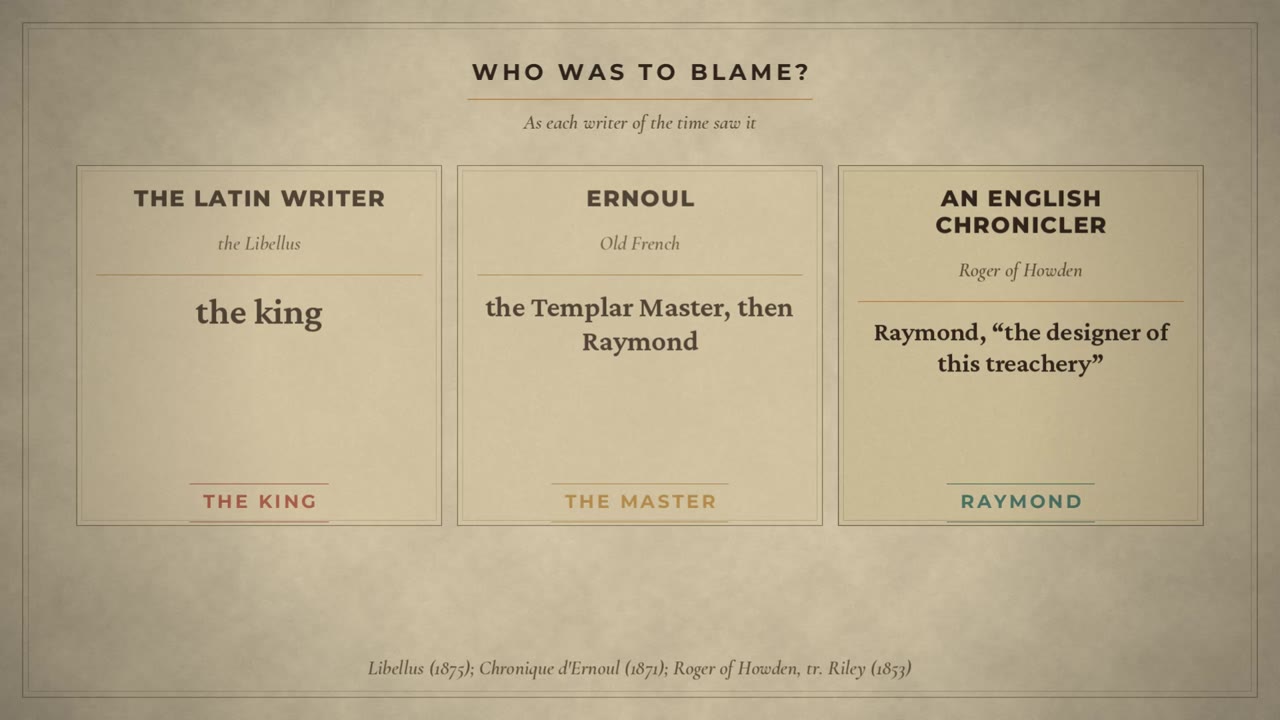 WHO WAS TO BLAME?
As each writer of the time saw it
THE LATIN WRITER
the Libellus
the king
THE KING
ERNOUL
Old French
the Templar Master, then
Raymond
THE MASTER
AN ENGLISH
CHRONICLER
Roger of Howden
Raymond, “the designer of
this treachery”
RAYMOND
Libellus (1875); Chronique d'Ernoul (1871); Roger of Howden, tr. Riley (1853)